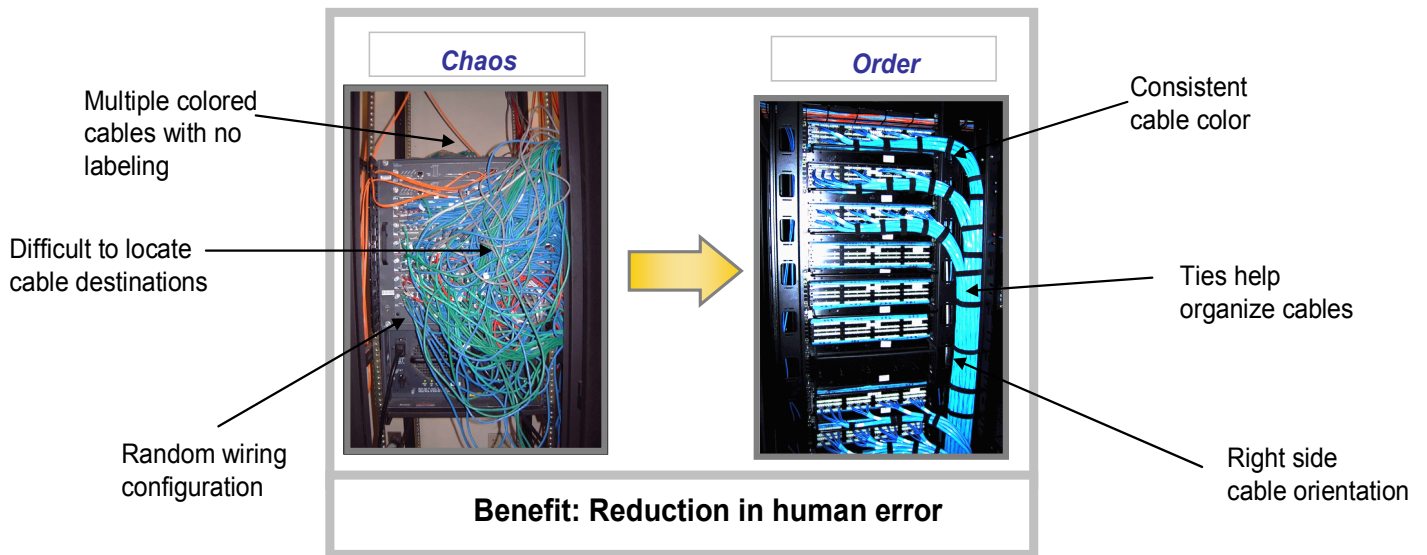 Chaos
Order
Multiple colored
cables with no
labeling
Difficult to locate
cable destinations
Random wiring
configuration
Consistent
cable color
Ties help
organize cables
Right side
cable orientation
Benefit: Reduction in human error